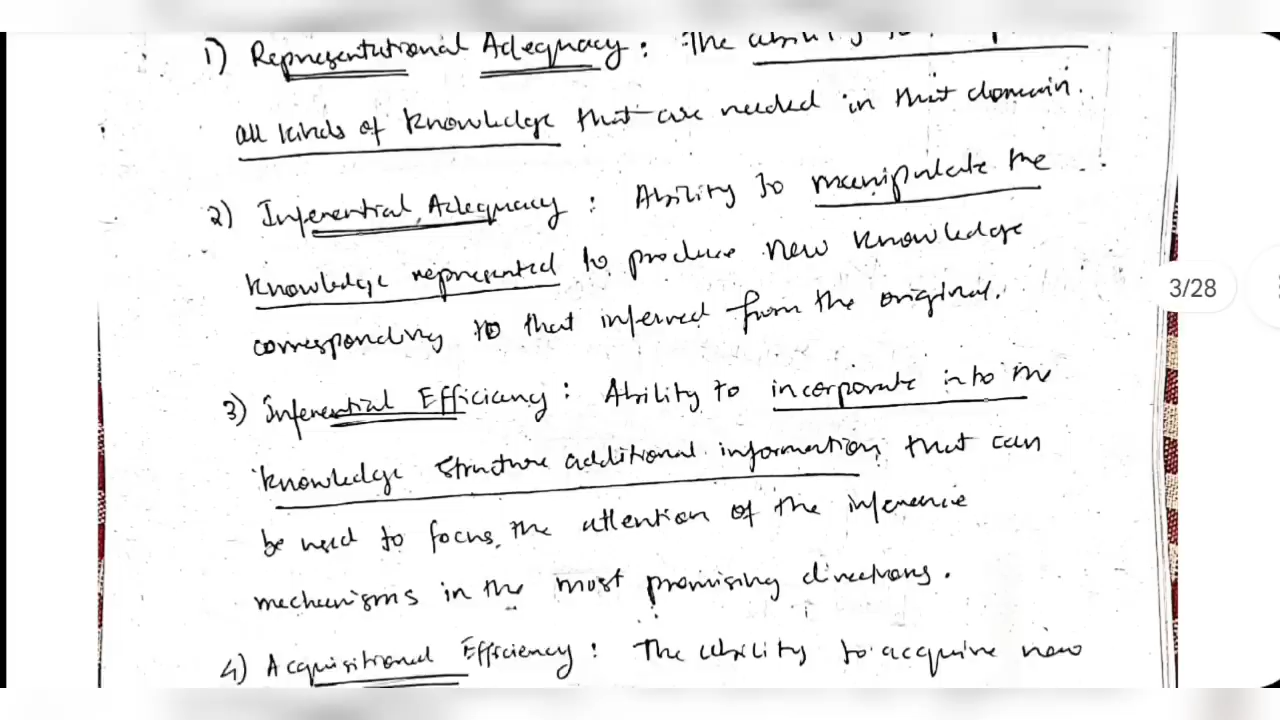 1) Representational Adequacy : The ability to
all kinds of knowledge that are needed in that domain.
2) Inferential Adequacy : Ability to manipulate the
knowledge represented to produce new knowledge
corresponding to that inferred from the original.
3/28
3) Inferential Efficiency : Ability to incorporate into the
knowledge structure additional information that can
be used to focus the attention of the inference
mechanisms in the most promising directions.
4) Acquisitional Efficiency : The ability to acquire new